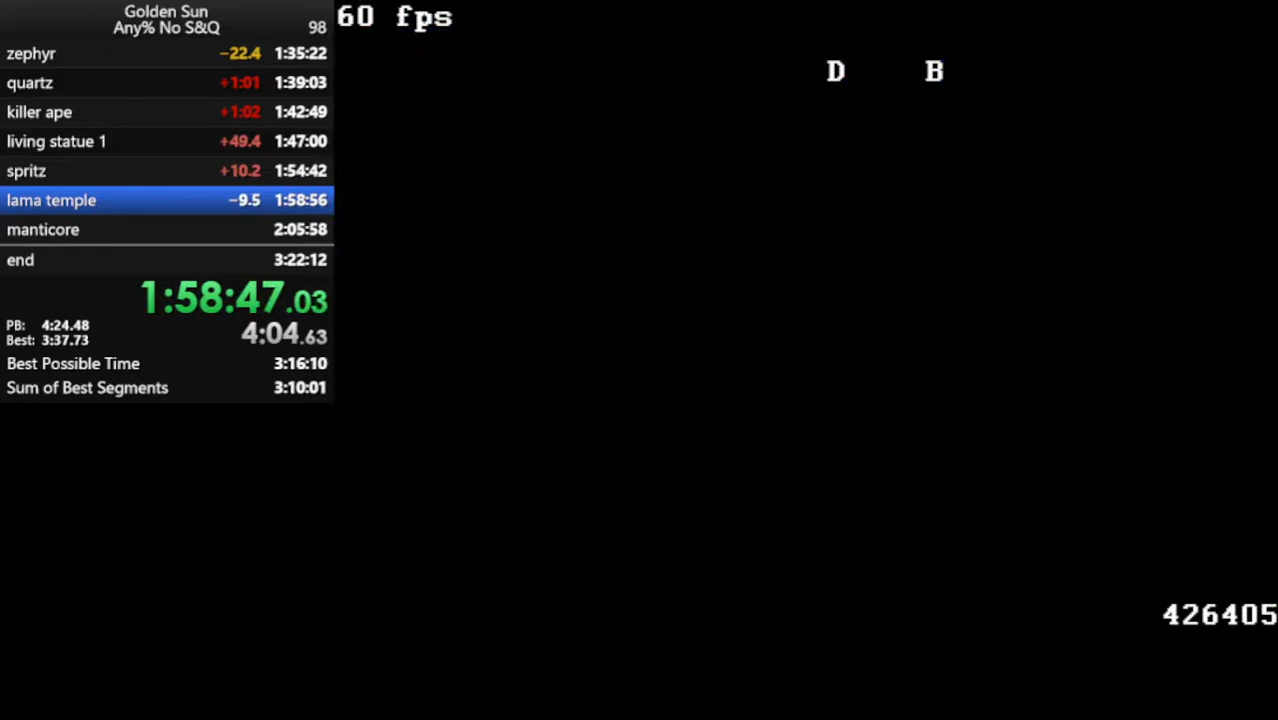 Golden Sun
Any% No S&Q 98
zephyr −22.4 1:35:22
quartz +1:01 1:39:03
killer ape +1:02 1:42:49
living statue 1 +49.4 1:47:00
spritz +10.2 1:54:42
lama temple −9.5 1:58:56
manticore 2:05:58
end 3:22:12
1:58:47.03
PB: 4:24.48
Best: 3:37.73
4:04.63
Best Possible Time 3:16:10
Sum of Best Segments 3:10:01
60 fps
D B
426405